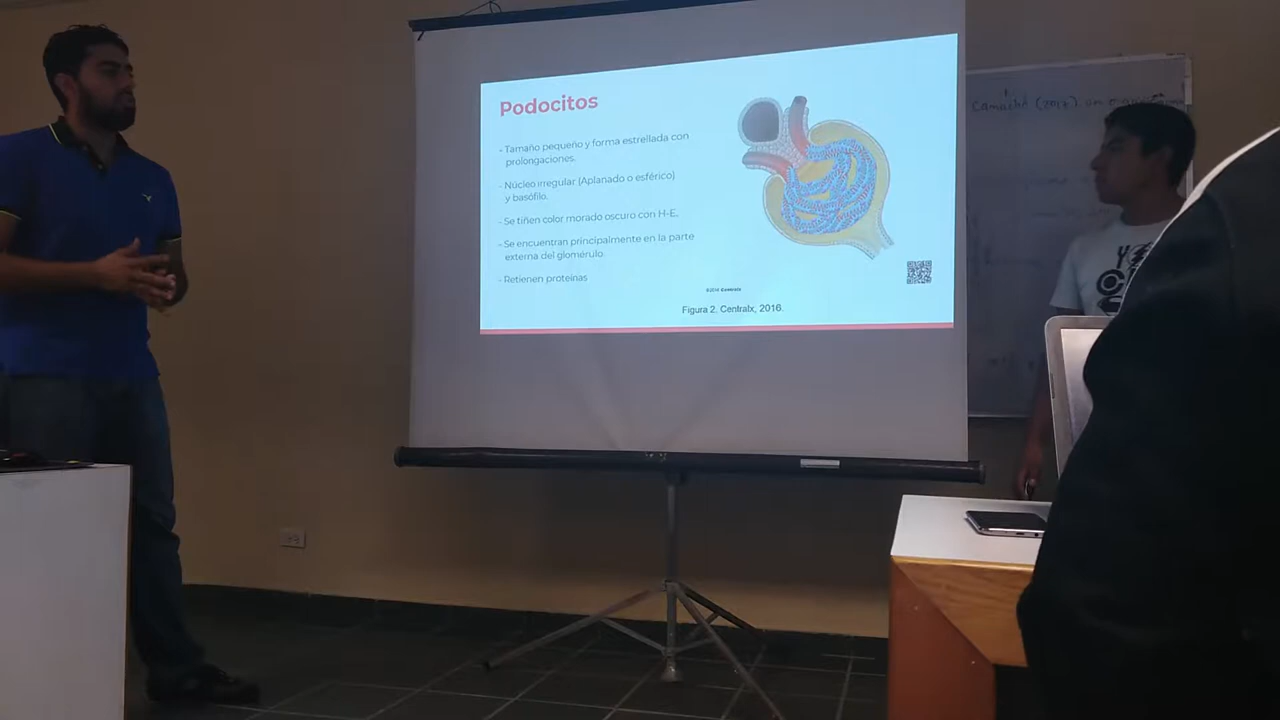 Podocitos
- Tamaño pequeño y forma estrellada con
prolongaciones.
- Núcleo irregular (Aplanado o esférico)
y basófilo.
- Se tiñen color morado oscuro con H-E.
- Se encuentran principalmente en la parte
externa del glomérulo
- Retienen proteínas
Figura 2. Centralx, 2016.
(2017)